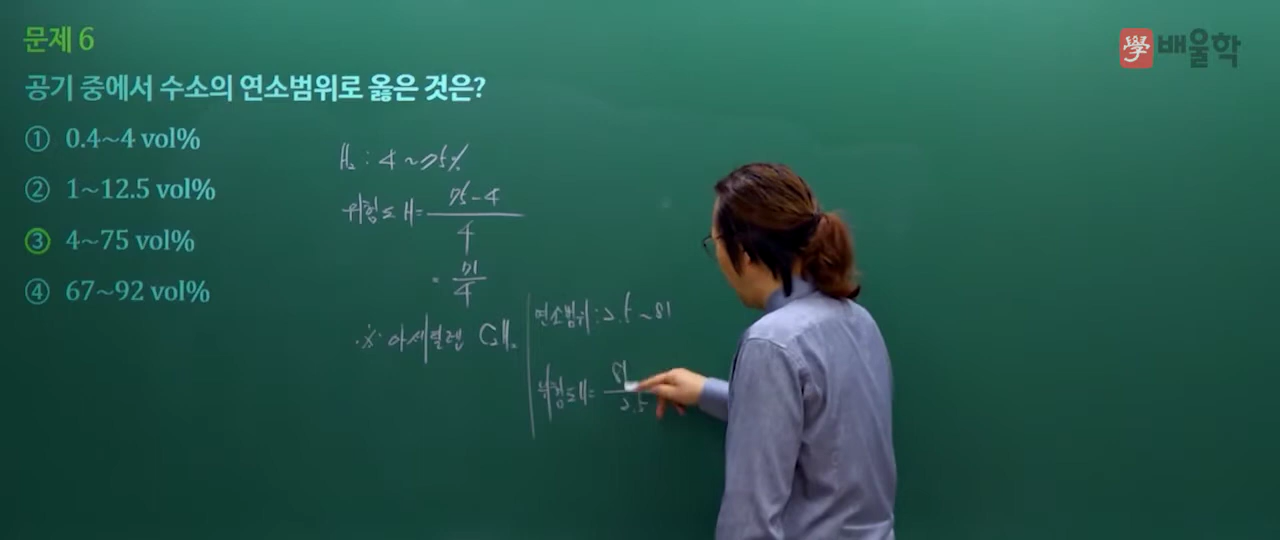 문제 6
공기 중에서 수소의 연소범위로 옳은 것은?
① 0.4~4 vol%
② 1~12.5 vol%
③ 4~75 vol%
④ 67~92 vol%
學 배울학
H₂ : 4 ~ 75%
위험도 H = 75-4
4
= 71
4
※ 아세틸렌 C₂H₂
연소범위 : 2.5 ~ 81
위험도 H = 81
2.5